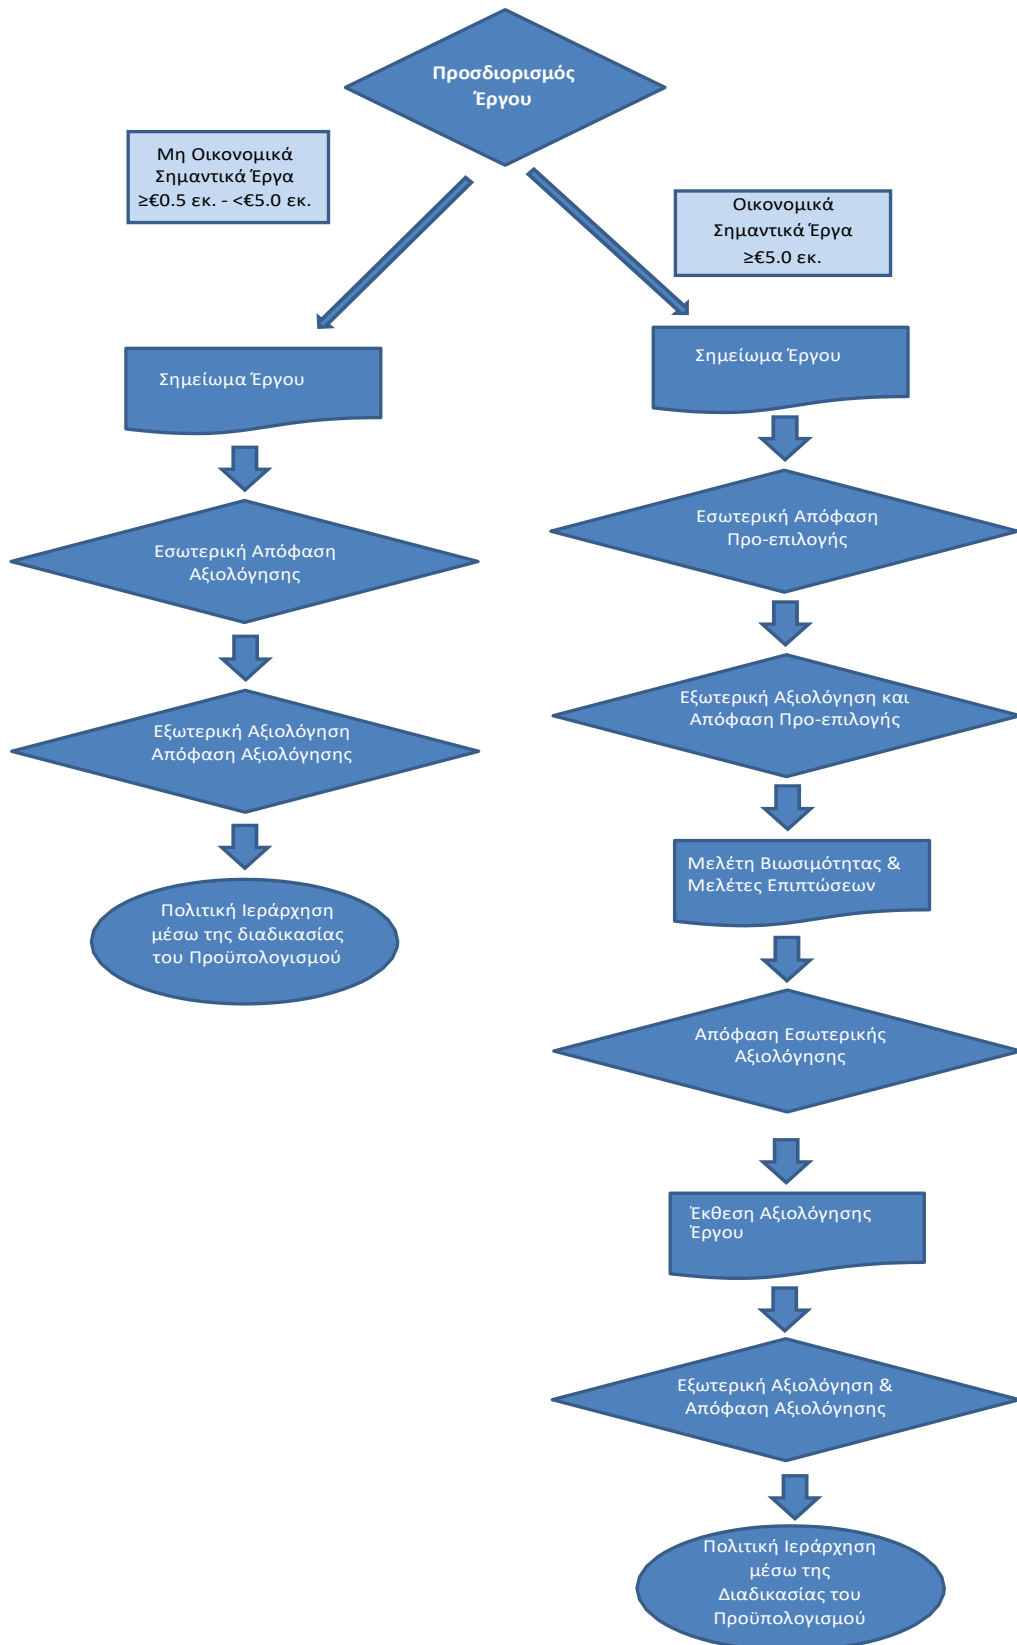 Προσδιορισμός
Έργου
Μη Οικονομικά
Σημαντικά Έργα
≥€0.5 εκ. - <€5.0 εκ.
Οικονομικά
Σημαντικά Έργα
≥€5.0 εκ.
Σημείωμα Έργου
Εσωτερική Απόφαση
Αξιολόγησης
Εξωτερική Αξιολόγηση
Απόφαση Αξιολόγησης
Πολιτική Ιεράρχηση
μέσω της διαδικασίας
του Προϋπολογισμού
Σημείωμα Έργου
Εσωτερική Απόφαση
Προ-επιλογής
Εξωτερική Αξιολόγηση και
Απόφαση Προ-επιλογής
Μελέτη Βιωσιμότητας &
Μελέτες Επιπτώσεων
Απόφαση Εσωτερικής
Αξιολόγησης
Έκθεση Αξιολόγησης
Έργου
Εξωτερική Αξιολόγηση &
Απόφαση Αξιολόγησης
Πολιτική Ιεράρχηση
μέσω της
Διαδικασίας του
Προϋπολογισμού